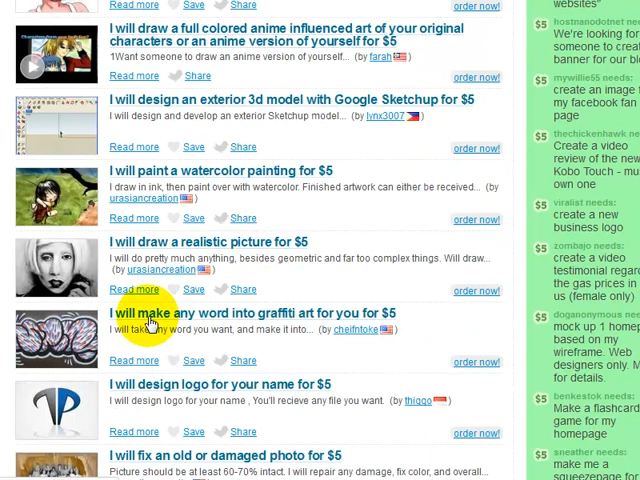 Read more Save Share order now!
I will draw a full colored anime influenced art of your original
characters or an anime version of yourself for $5
1Want someone to draw an anime version of yourself... (by farah )
Read more Share order now!
I will design an exterior 3d model with Google Sketchup for $5
I will design and develop an exterior Sketchup model... (by lynx3007 )
Read more Save Share order now!
I will paint a watercolor painting for $5
I draw in ink, then paint over with watercolor. Finished artwork can either be received... (by
urasiancreation )
Read more Save Share order now!
I will draw a realistic picture for $5
I will do pretty much anything, besides geometric and far too complex things. Will draw...
(by urasiancreation )
Read more Save Share order now!
I will make any word into graffiti art for you for $5
I will take any word you want, and make it into... (by cheifntoke )
Read more Save Share order now!
I will design logo for your name for $5
I will design logo for your name , You'll recieve any file you want. (by thiqqo )
Read more Save Share order now!
I will fix an old or damaged photo for $5
Picture should be at least 60-70% intact. I will repair any damage, fix color, and overall...
websites"
$5 hostnanodotnet needs:
We're looking for
someone to crea
banner for our blo
$5 mywillie55 needs:
create an image f
my facebook fan
page
$5 thechickenhawk ne
Create a video
review of the new
Kobo Touch - mu
own one
$5 viralist needs:
create a new
business logo
$5 zombajo needs:
create a video
testimonial regar
the gas prices in
us (female only)
$5 doganonymous nee
mock up 1 homep
based on my
wireframe. Web
designers only. M
for details.
$5 benkestok needs:
Make a flashcard
game for my
homepage
$5 sneather needs:
make me a
squeezepage for